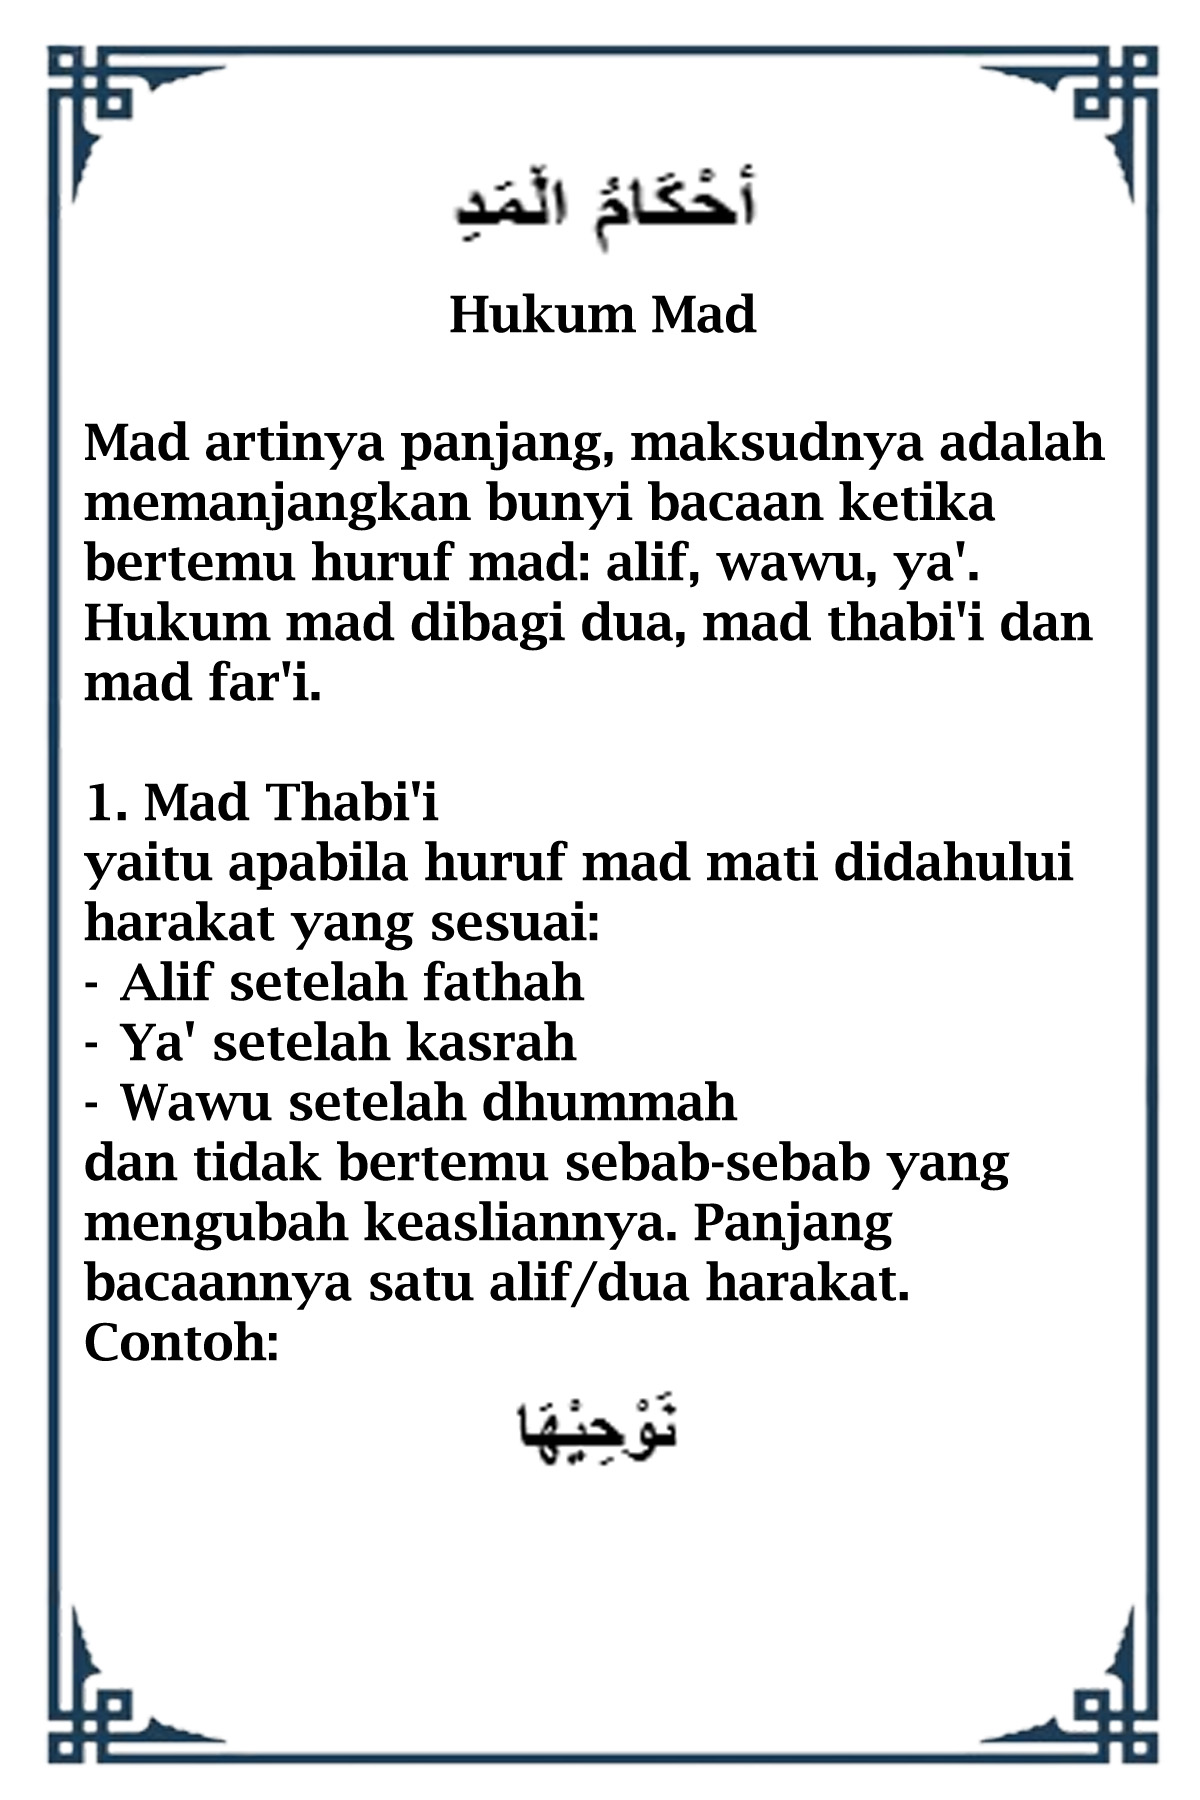 أحْكَامُ الّمَدِ
Hukum Mad
Mad artinya panjang, maksudnya adalah
memanjangkan bunyi bacaan ketika
bertemu huruf mad: alif, wawu, ya'.
Hukum mad dibagi dua, mad thabi'i dan
mad far'i.
1. Mad Thabi'i
yaitu apabila huruf mad mati didahului
harakat yang sesuai:
- Alif setelah fathah
- Ya' setelah kasrah
- Wawu setelah dhummah
dan tidak bertemu sebab-sebab yang
mengubah keasliannya. Panjang
bacaannya satu alif/dua harakat.
Contoh:
نَوْحِيْهَا